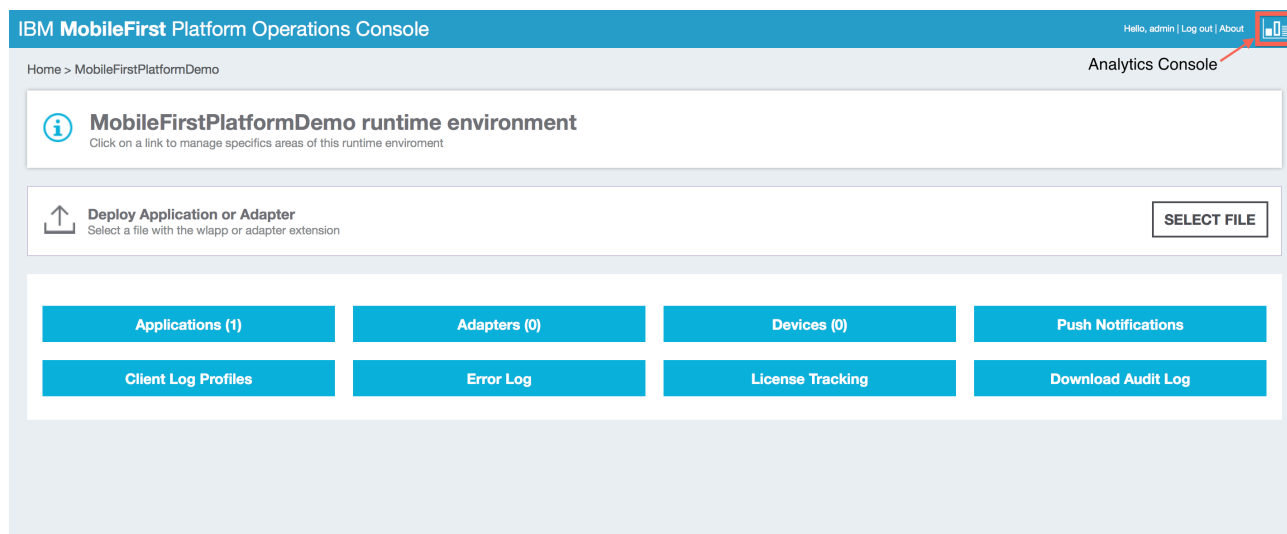 IBM MobileFirst Platform Operations Console
Hello, admin | Log out | About
Home > MobileFirstPlatformDemo
Analytics Console
MobileFirstPlatformDemo runtime environment
Click on a link to manage specifics areas of this runtime enviroment
Deploy Application or Adapter
Select a file with the wlapp or adapter extension
SELECT FILE
Applications (1)
Adapters (0)
Devices (0)
Push Notifications
Client Log Profiles
Error Log
License Tracking
Download Audit Log